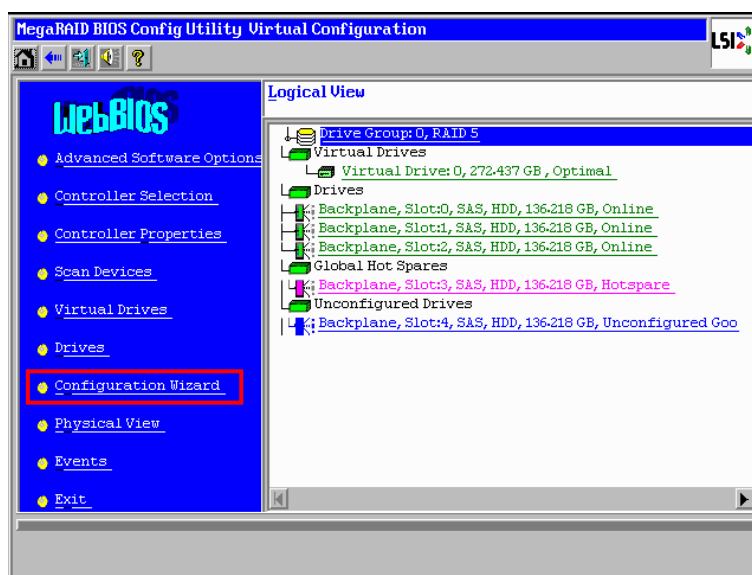 MegaRAID BIOS Config Utility Virtual Configuration
LSI
WebBIOS
Advanced Software Options
Controller Selection
Controller Properties
Scan Devices
Virtual Drives
Drives
Configuration Wizard
Physical View
Events
Exit
Logical View
Drive Group: 0, RAID 5
Virtual Drives
Virtual Drive: 0, 272.437 GB, Optimal
Drives
Backplane, Slot:0, SAS, HDD, 136.218 GB, Online
Backplane, Slot:1, SAS, HDD, 136.218 GB, Online
Backplane, Slot:2, SAS, HDD, 136.218 GB, Online
Global Hot Spares
Backplane, Slot:3, SAS, HDD, 136.218 GB, Hotspare
Unconfigured Drives
Backplane, Slot:4, SAS, HDD, 136.218 GB, Unconfigured Goo